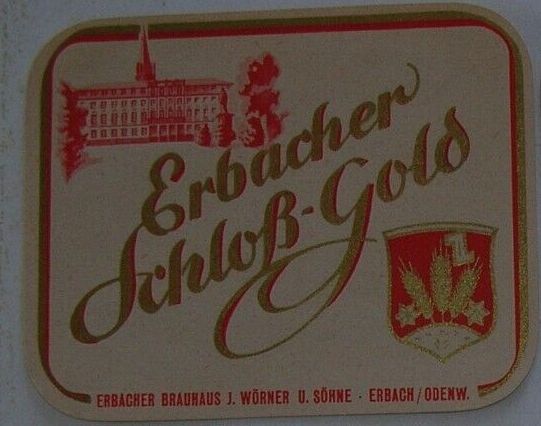 Erbacher
Schloß-Gold
ERBACHER BRAUHAUS J. WÖRNER U. SÖHNE · ERBACH/ODENW.